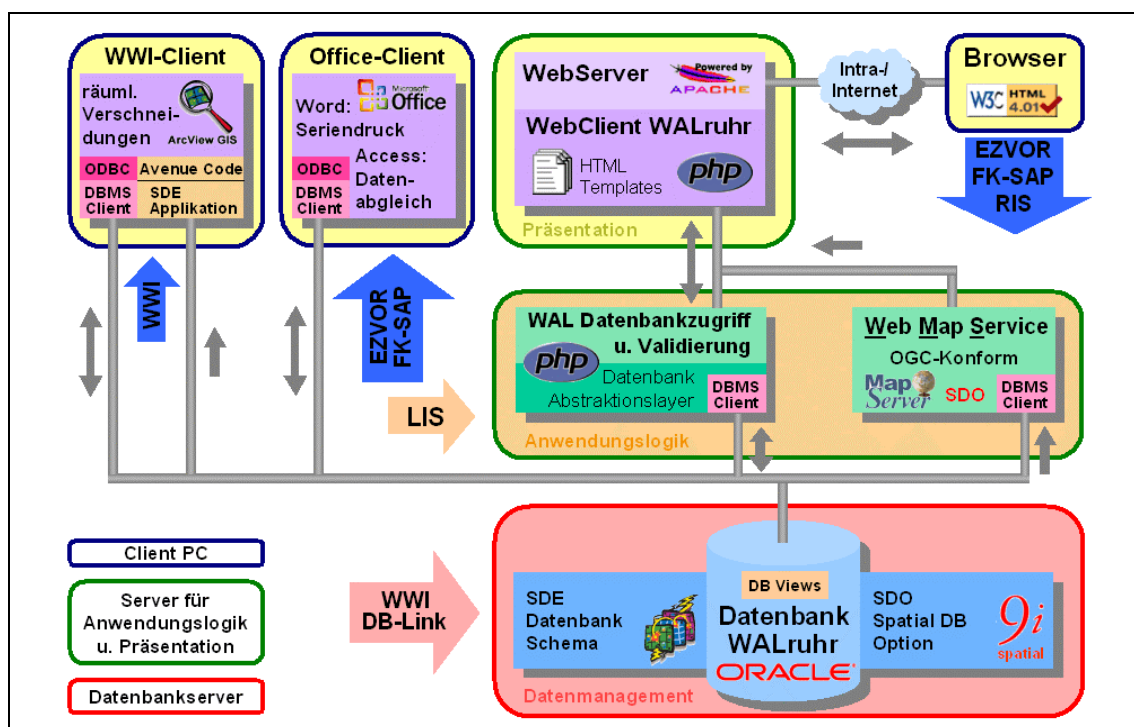 WWI-Client
räuml.
Verschnei-
dungen
ArcView GIS
ODBC
Avenue Code
DBMS
Client
SDE
Applikation
Office-Client
Word:
Microsoft
Office
Seriendruck
Access:
Daten-
abgleich
ODBC
DBMS
Client
WebServer
Powered by
APACHE
WebClient WALruhr
HTML
Templates
php
Präsentation
Intra-/
Internet
Browser
W3C HTML
4.01
EZVOR
FK-SAP
RIS
WWI
EZVOR
FK-SAP
LIS
WAL Datenbankzugriff
u. Validierung
php
Datenbank
Abstraktionslayer
DBMS
Client
Anwendungslogik
Web Map Service
OGC-Konform
Map
Server
SDO
DBMS
Client
Client PC
Server für
Anwendungslogik
u. Präsentation
Datenbankserver
WWI
DB-Link
SDE
Datenbank
Schema
DB Views
Datenbank
WALruhr
ORACLE
SDO
Spatial DB
Option
9i
spatial
Datenmanagement